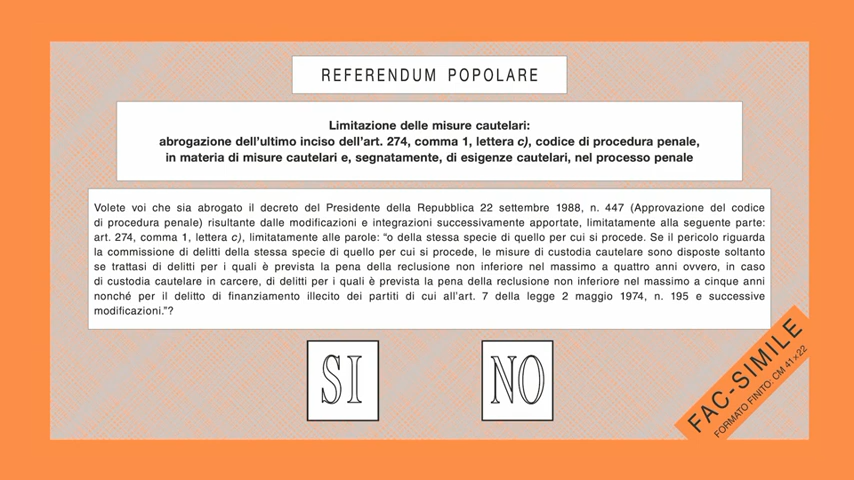 REFERENDUM POPOLARE
Limitazione delle misure cautelari:
abrogazione dell'ultimo inciso dell'art. 274, comma 1, lettera c), codice di procedura penale,
in materia di misure cautelari e, segnatamente, di esigenze cautelari, nel processo penale
Volete voi che sia abrogato il decreto del Presidente della Repubblica 22 settembre 1988, n. 447 (Approvazione del codice
di procedura penale) risultante dalle modificazioni e integrazioni successivamente apportate, limitatamente alla seguente parte:
art. 274, comma 1, lettera c), limitatamente alle parole: “o della stessa specie di quello per cui si procede. Se il pericolo riguarda
la commissione di delitti della stessa specie di quello per cui si procede, le misure di custodia cautelare sono disposte soltanto
se trattasi di delitti per i quali è prevista la pena della reclusione non inferiore nel massimo a quattro anni ovvero, in caso
di custodia cautelare in carcere, di delitti per i quali è prevista la pena della reclusione non inferiore nel massimo a cinque anni
nonché per il delitto di finanziamento illecito dei partiti di cui all'art. 7 della legge 2 maggio 1974, n. 195 e successive
modificazioni.”?
SI
NO
FAC-SIMILE
FORMATO FINITO: CM 41×22